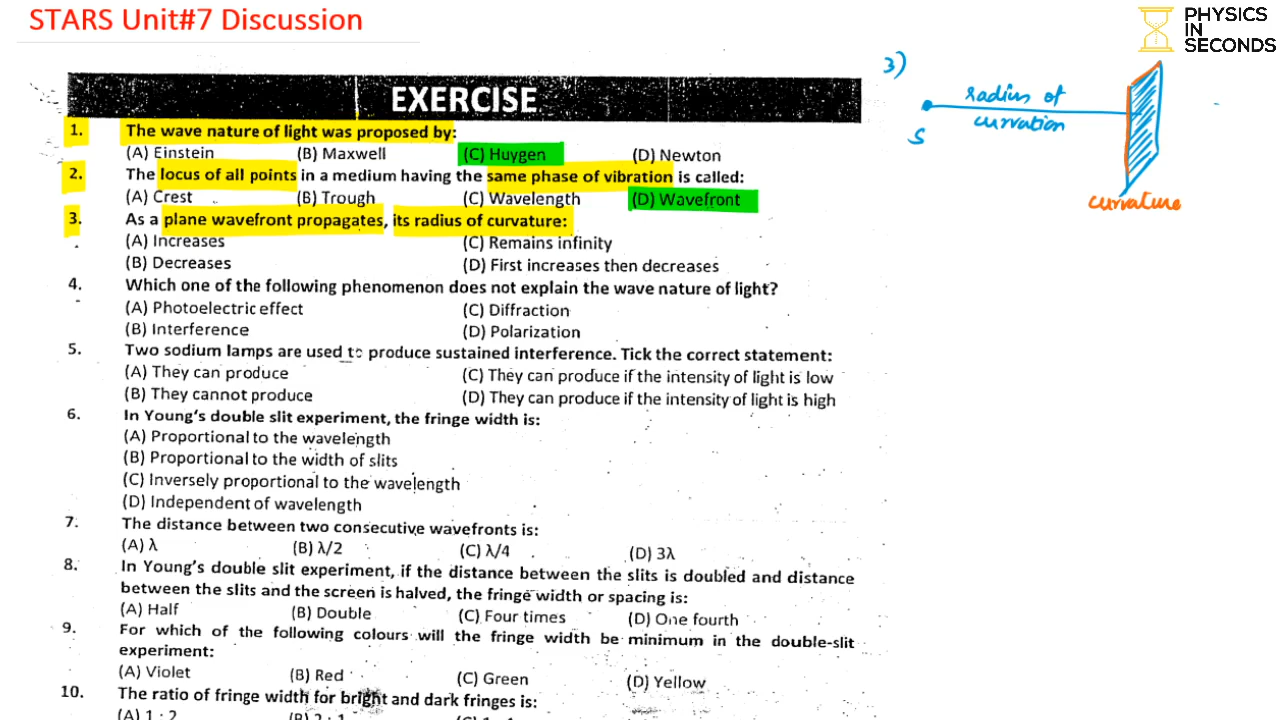 STARS Unit#7 Discussion
PHYSICS
IN
SECONDS
EXERCISE
1. The wave nature of light was proposed by:
(A) Einstein (B) Maxwell (C) Huygen (D) Newton
2. The locus of all points in a medium having the same phase of vibration is called:
(A) Crest (B) Trough (C) Wavelength (D) Wavefront
3. As a plane wavefront propagates, its radius of curvature:
(A) Increases (C) Remains infinity
(B) Decreases (D) First increases then decreases
4. Which one of the following phenomenon does not explain the wave nature of light?
(A) Photoelectric effect (C) Diffraction
(B) Interference (D) Polarization
5. Two sodium lamps are used to produce sustained interference. Tick the correct statement:
(A) They can produce (C) They can produce if the intensity of light is low
(B) They cannot produce (D) They can produce if the intensity of light is high
6. In Young's double slit experiment, the fringe width is:
(A) Proportional to the wavelength
(B) Proportional to the width of slits
(C) Inversely proportional to the wavelength
(D) Independent of wavelength
7. The distance between two consecutive wavefronts is:
(A) λ (B) λ/2 (C) λ/4 (D) 3λ
8. In Young's double slit experiment, if the distance between the slits is doubled and distance
between the slits and the screen is halved, the fringe width or spacing is:
(A) Half (B) Double (C) Four times (D) One fourth
9. For which of the following colours will the fringe width be minimum in the double-slit
experiment:
(A) Violet (B) Red (C) Green (D) Yellow
10. The ratio of fringe width for bright and dark fringes is:
(A) 1 : 2 (B) 2 : 1
3)
radius of
curvation
S
curvature